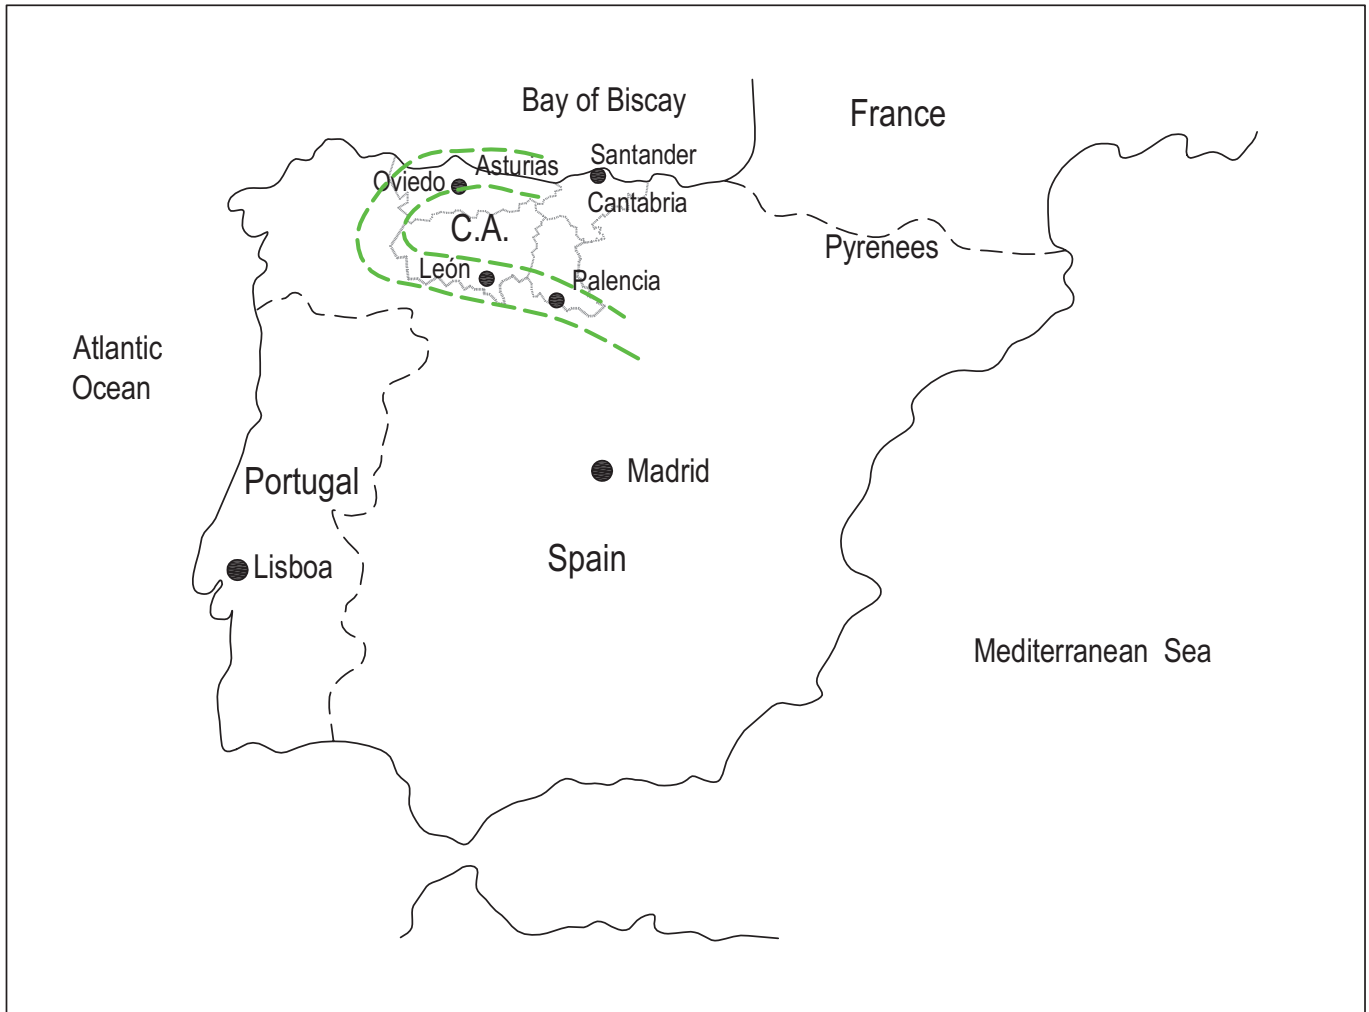 Bay of Biscay
France
Santander
Asturias
Oviedo
Cantabria
C.A.
Pyrenees
León
Palencia
Atlantic
Ocean
Madrid
Portugal
Spain
Lisboa
Mediterranean Sea